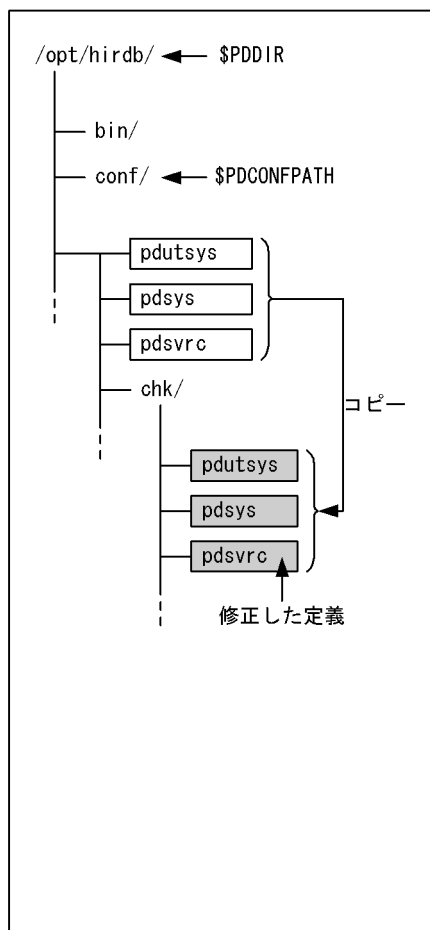 /opt/hirdb/ $PDDIR
bin/
conf/ $PDCONFPATH
pdutsys
pdsys
pdsvrc
chk/
コピー
pdutsys
pdsys
pdsvrc
修正した定義